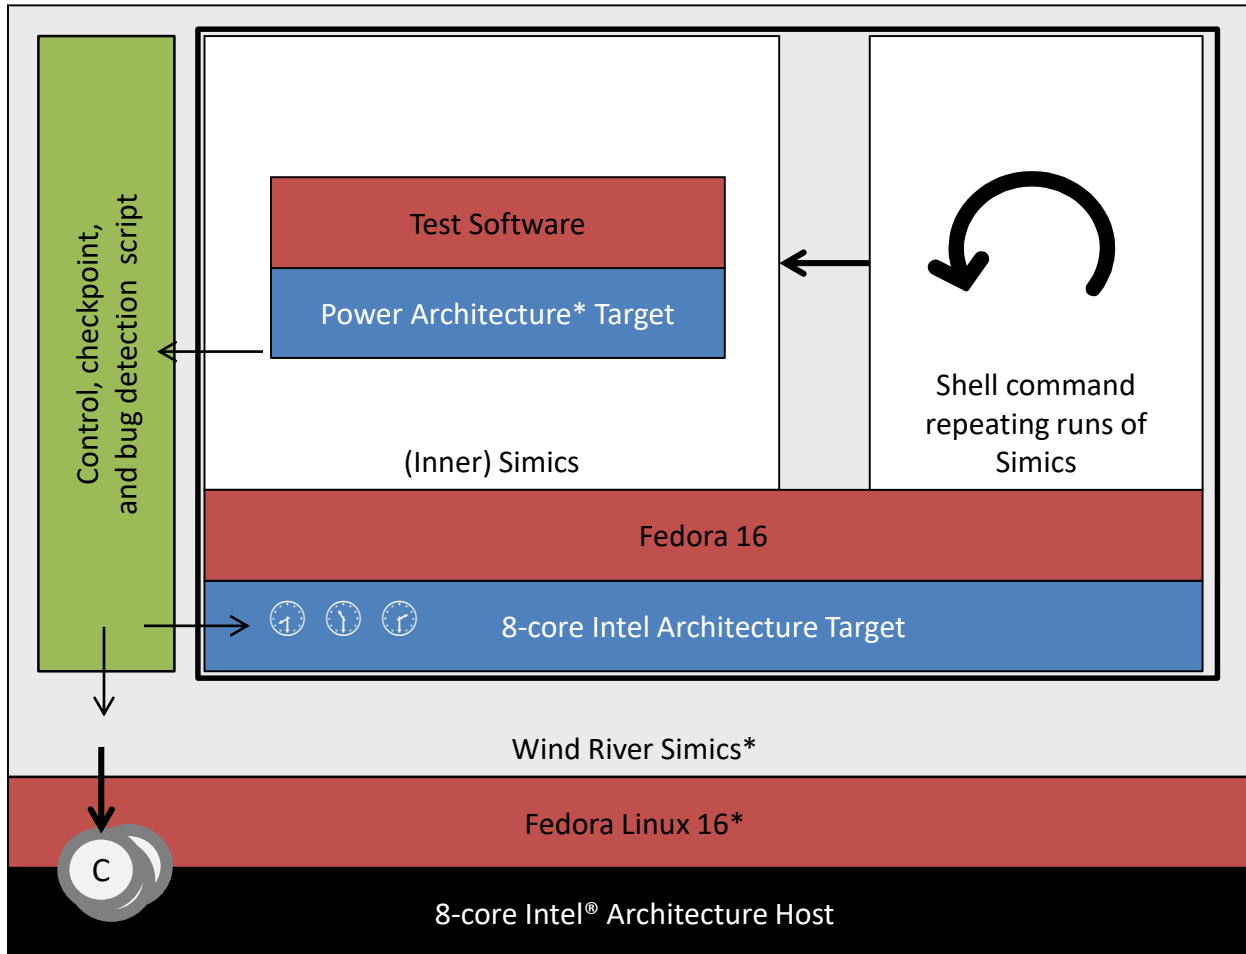 Control, checkpoint,
and bug detection script
Test Software
Power Architecture* Target
(Inner) Simics
Shell command
repeating runs of
Simics
Fedora 16
8-core Intel Architecture Target
Wind River Simics*
Fedora Linux 16*
C
8-core Intel® Architecture Host